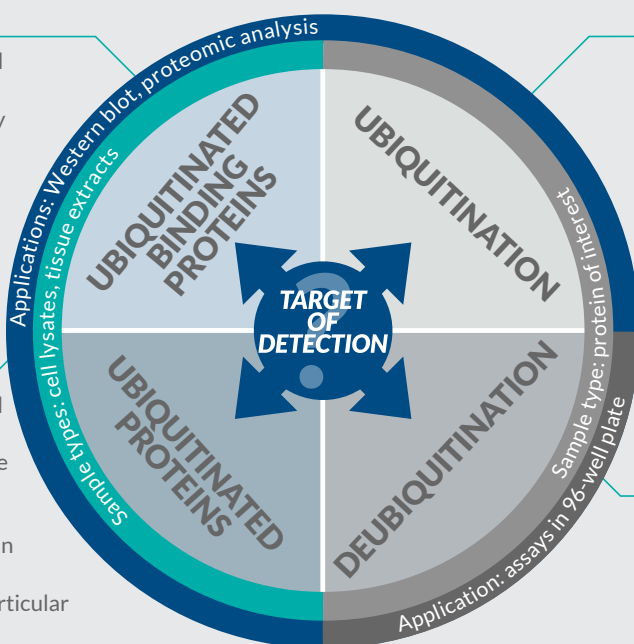 Applications: Western blot, proteomic analysis
Sample types: cell lysates, tissue extracts
UBIQUITINATED
BINDING
PROTEINS
UBIQUITINATION
Sample type: protein of interest
?
TARGET
OF
DETECTION
UBIQUITINATED
PROTEINS
DEUBIQUITINATION
Application: assays in 96-well plate
n
rticular